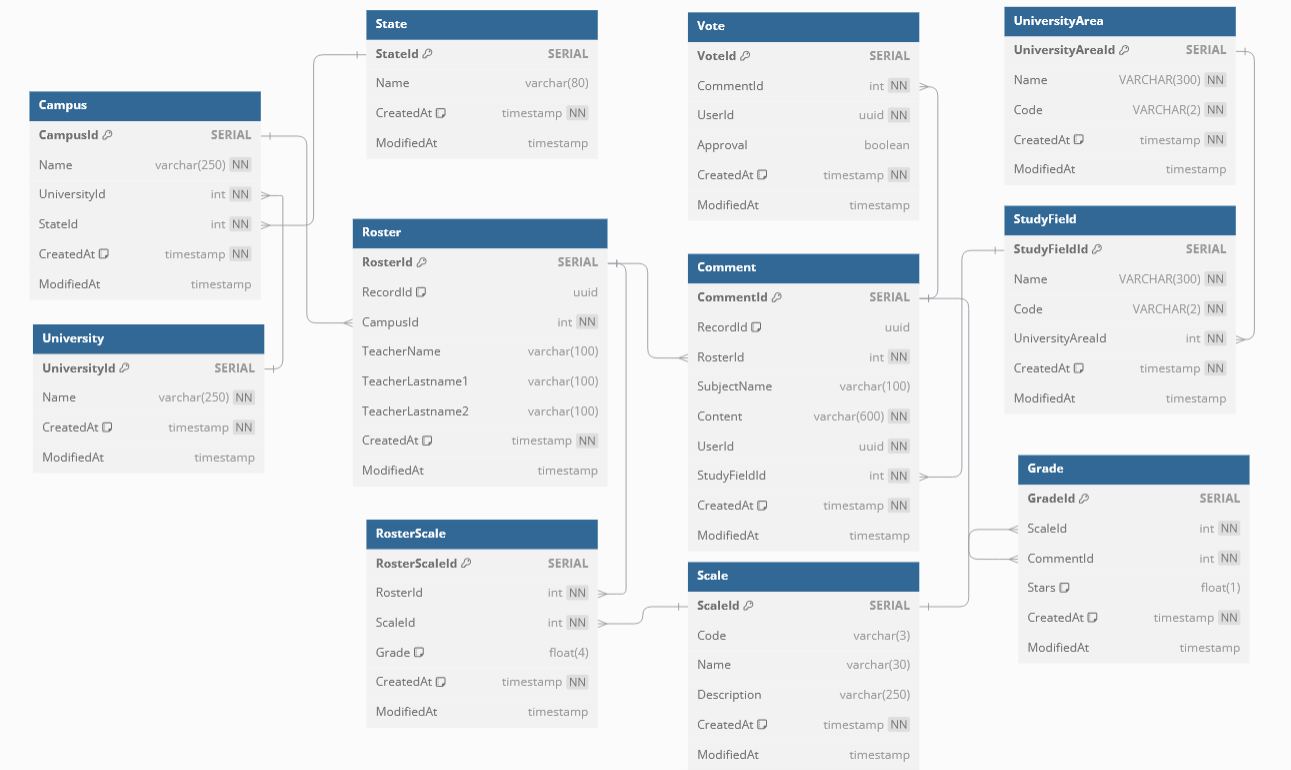 State
StateId SERIAL
Name varchar(80)
CreatedAt timestamp NN
ModifiedAt timestamp
Campus
CampusId SERIAL
Name varchar(250) NN
UniversityId int NN
StateId int NN
CreatedAt timestamp NN
ModifiedAt timestamp
University
UniversityId SERIAL
Name varchar(250) NN
CreatedAt timestamp NN
ModifiedAt timestamp
Roster
RosterId SERIAL
RecordId uuid
CampusId int NN
TeacherName varchar(100)
TeacherLastname1 varchar(100)
TeacherLastname2 varchar(100)
CreatedAt timestamp NN
ModifiedAt timestamp
RosterScale
RosterScaleId SERIAL
RosterId int NN
ScaleId int NN
Grade float(4)
CreatedAt timestamp NN
ModifiedAt timestamp
Vote
VoteId SERIAL
CommentId int NN
UserId uuid NN
Approval boolean
CreatedAt timestamp NN
ModifiedAt timestamp
Comment
CommentId SERIAL
RecordId uuid
RosterId int NN
SubjectName varchar(100)
Content varchar(600) NN
UserId uuid NN
StudyFieldId int NN
CreatedAt timestamp NN
ModifiedAt timestamp
Scale
ScaleId SERIAL
Code varchar(3)
Name varchar(30)
Description varchar(250)
CreatedAt timestamp NN
ModifiedAt timestamp
UniversityArea
UniversityAreaId SERIAL
Name VARCHAR(300) NN
Code VARCHAR(2) NN
CreatedAt timestamp NN
ModifiedAt timestamp
StudyField
StudyFieldId SERIAL
Name VARCHAR(300) NN
Code VARCHAR(2) NN
UniversityAreaId int NN
CreatedAt timestamp NN
ModifiedAt timestamp
Grade
GradeId SERIAL
ScaleId int NN
CommentId int NN
Stars float(1)
CreatedAt timestamp NN
ModifiedAt timestamp